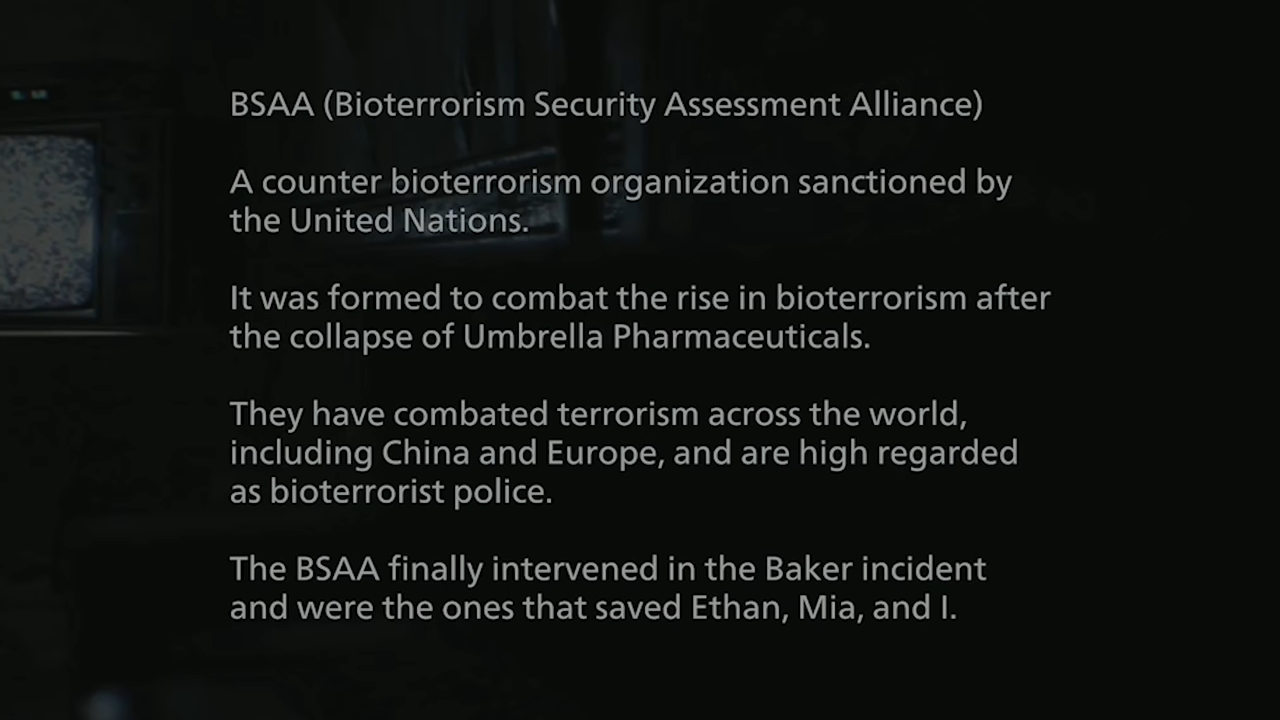 BSAA (Bioterrorism Security Assessment Alliance)
A counter bioterrorism organization sanctioned by
the United Nations.
It was formed to combat the rise in bioterrorism after
the collapse of Umbrella Pharmaceuticals.
They have combated terrorism across the world,
including China and Europe, and are high regarded
as bioterrorist police.
The BSAA finally intervened in the Baker incident
and were the ones that saved Ethan, Mia, and I.